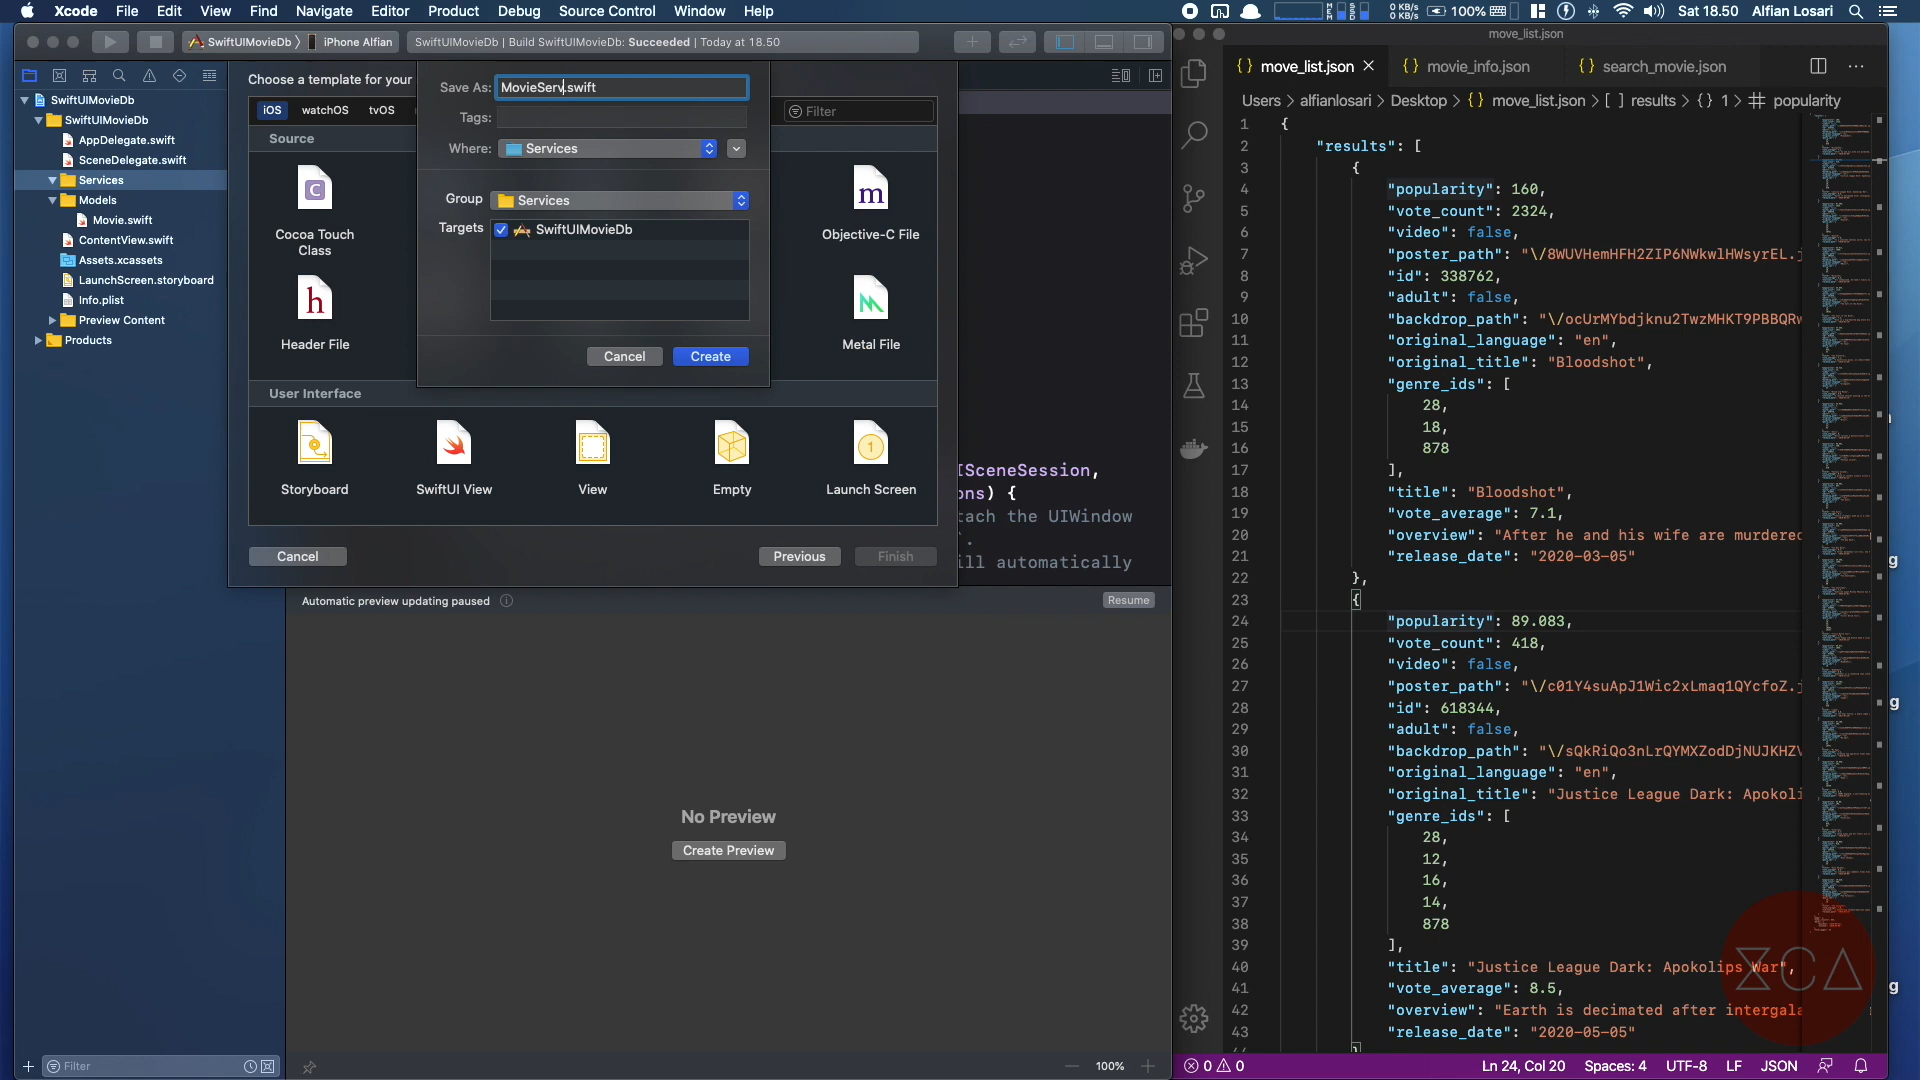 Xcode File Edit View Find Navigate Editor Product Debug Source Control Window Help
0 KB/s
0 KB/s
100%
Sat 18.50 Alfian Losari
SwiftUIMovieDb iPhone Alfian
SwiftUIMovieDb | Build SwiftUIMovieDb: Succeeded | Today at 18.50
SwiftUIMovieDb
SwiftUIMovieDb
AppDelegate.swift
SceneDelegate.swift
Services
Models
Movie.swift
ContentView.swift
Assets.xcassets
LaunchScreen.storyboard
Info.plist
Preview Content
Products
Filter
Choose a template for your
iOS watchOS tvOS
Filter
Source
Cocoa Touch
Class
Objective-C File
Header File
Metal File
User Interface
Storyboard
SwiftUI View
View
Empty
Launch Screen
Cancel
Previous
Finish
Save As: MovieServ.swift
Tags:
Where: Services
Group Services
Targets SwiftUIMovieDb
Cancel
Create
ISceneSession,
ons) {
tach the UIWindow
`.
ill automatically
Automatic preview updating paused
Resume
No Preview
Create Preview
100%
move_list.json
move_list.json
movie_info.json
search_movie.json
Users > alfianlosari > Desktop > {} move_list.json > [ ] results > {} 1 > popularity
1 {
2 "results": [
3 {
4 "popularity": 160,
5 "vote_count": 2324,
6 "video": false,
7 "poster_path": "\/8WUVHemHFH2ZIP6NWkwlHWsyrEL.j
8 "id": 338762,
9 "adult": false,
10 "backdrop_path": "\/ocUrMYbdjknu2TwzMHKT9PBBQRw
11 "original_language": "en",
12 "original_title": "Bloodshot",
13 "genre_ids": [
14 28,
15 18,
16 878
17 ],
18 "title": "Bloodshot",
19 "vote_average": 7.1,
20 "overview": "After he and his wife are murdered
21 "release_date": "2020-03-05"
22 },
23 {
24 "popularity": 89.083,
25 "vote_count": 418,
26 "video": false,
27 "poster_path": "\/c01Y4suApJ1Wic2xLmaq1QYcfoZ.j
28 "id": 618344,
29 "adult": false,
30 "backdrop_path": "\/sQkRiQo3nLrQYMXZodDjNUJKHZV
31 "original_language": "en",
32 "original_title": "Justice League Dark: Apokoli
33 "genre_ids": [
34 28,
35 12,
36 16,
37 14,
38 878
39 ],
40 "title": "Justice League Dark: Apokolips War",
41 "vote_average": 8.5,
42 "overview": "Earth is decimated after intergala
43 "release_date": "2020-05-05"
0 0
Ln 24, Col 20 Spaces: 4 UTF-8 LF JSON